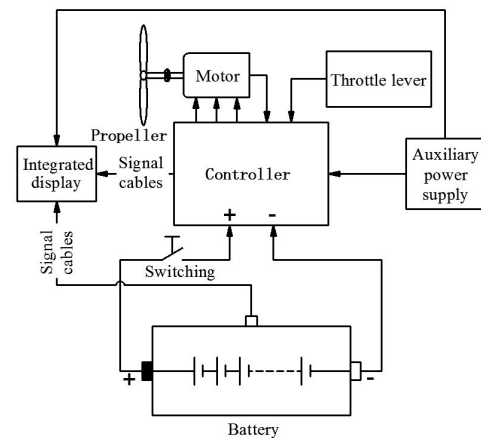 Motor
Throttle lever
Propeller
Integrated
display
Signal
cables
Controller
Auxiliary
power
supply
+ -
Signal
cables
Switching
+ -
Battery